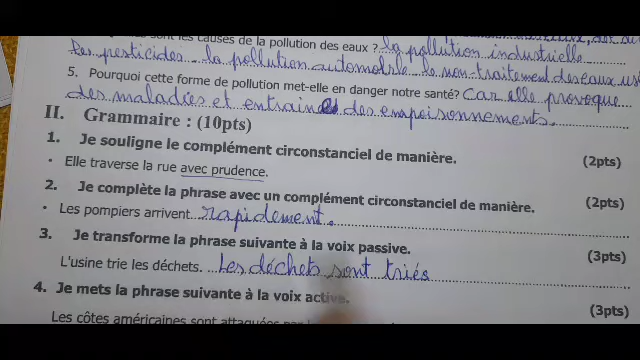 sont les causes de la pollution des eaux ? la pollution industrielle
les pesticides la pollution automobile le non-traitement des eaux us
5. Pourquoi cette forme de pollution met-elle en danger notre santé? Car elle provoque
des maladies et entraine des empoisonnements.
II. Grammaire : (10pts)
1. Je souligne le complément circonstanciel de manière. (2pts)
• Elle traverse la rue avec prudence.
2. Je complète la phrase avec un complément circonstanciel de manière. (2pts)
• Les pompiers arrivent rapidement.
3. Je transforme la phrase suivante à la voix passive. (3pts)
L'usine trie les déchets. Les déchets sont triés
4. Je mets la phrase suivante à la voix active. (3pts)
Les côtes américaines sont attaquées